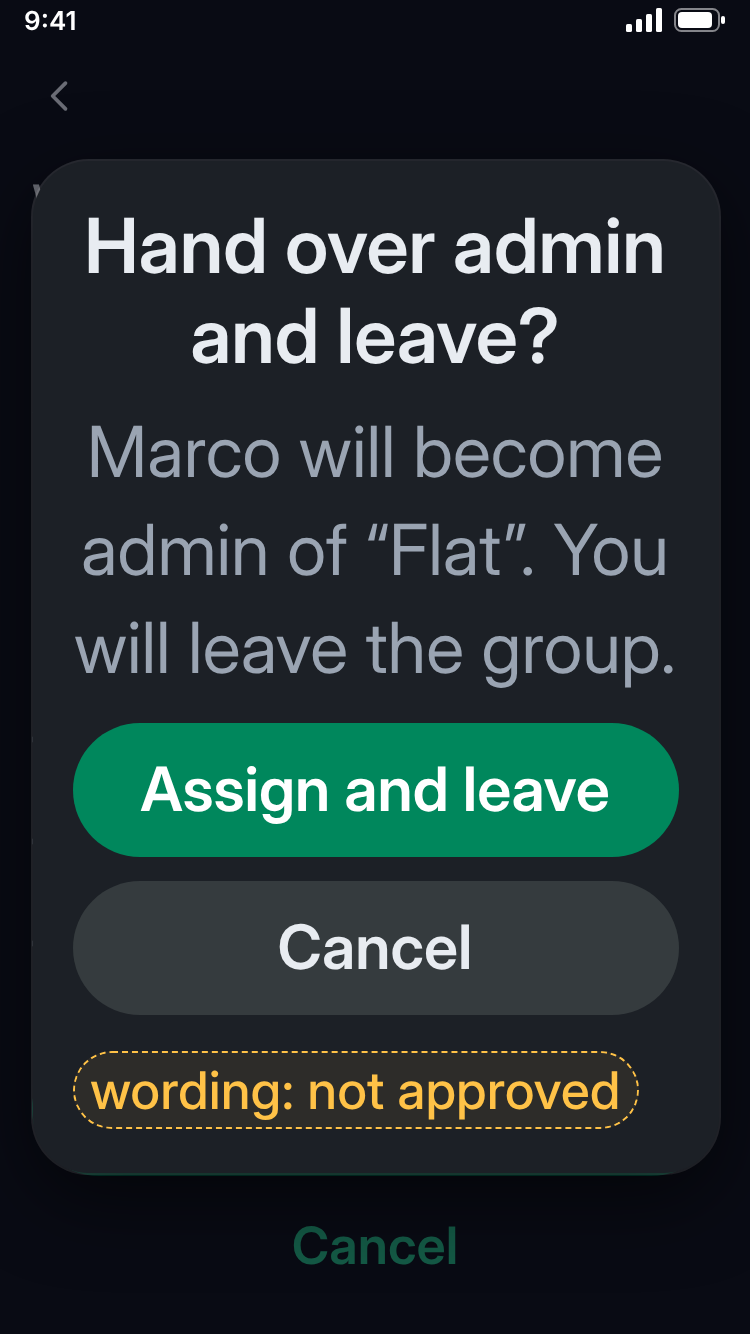 9:41
Hand over admin
and leave?
Marco will become
admin of “Flat”. You
will leave the group.
Assign and leave
Cancel
wording: not approved
Cancel